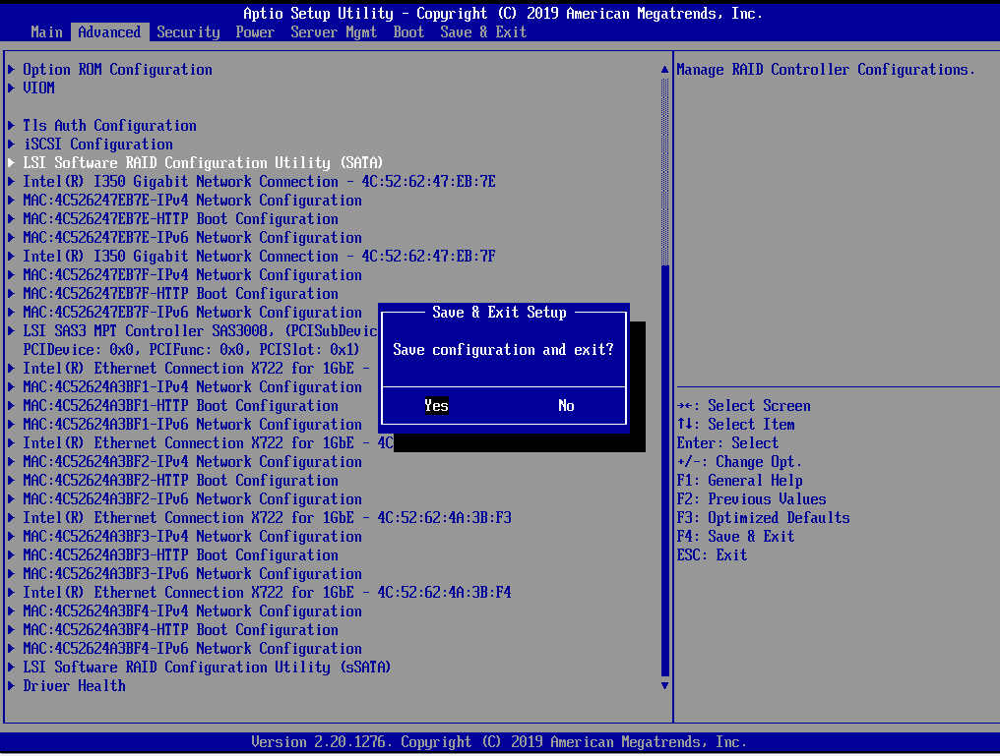 Aptio Setup Utility - Copyright (C) 2019 American Megatrends, Inc.
Main Advanced Security Power Server Mgmt Boot Save & Exit
Option ROM Configuration
VIOM
Tls Auth Configuration
iSCSI Configuration
LSI Software RAID Configuration Utility (SATA)
Intel(R) I350 Gigabit Network Connection - 4C:52:62:47:EB:7E
MAC:4C526247EB7E-IPv4 Network Configuration
MAC:4C526247EB7E-HTTP Boot Configuration
MAC:4C526247EB7E-IPv6 Network Configuration
Intel(R) I350 Gigabit Network Connection - 4C:52:62:47:EB:7F
MAC:4C526247EB7F-IPv4 Network Configuration
MAC:4C526247EB7F-HTTP Boot Configuration
MAC:4C526247EB7F-IPv6 Network Configuration
LSI SAS3 MPT Controller SAS3008, (PCISubDevic
PCIDevice: 0x0, PCIFunc: 0x0, PCISlot: 0x1)
Intel(R) Ethernet Connection X722 for 1GbE -
MAC:4C52624A3BF1-IPv4 Network Configuration
MAC:4C52624A3BF1-HTTP Boot Configuration
MAC:4C52624A3BF1-IPv6 Network Configuration
Intel(R) Ethernet Connection X722 for 1GbE - 4C
MAC:4C52624A3BF2-IPv4 Network Configuration
MAC:4C52624A3BF2-HTTP Boot Configuration
MAC:4C52624A3BF2-IPv6 Network Configuration
Intel(R) Ethernet Connection X722 for 1GbE - 4C:52:62:4A:3B:F3
MAC:4C52624A3BF3-IPv4 Network Configuration
MAC:4C52624A3BF3-HTTP Boot Configuration
MAC:4C52624A3BF3-IPv6 Network Configuration
Intel(R) Ethernet Connection X722 for 1GbE - 4C:52:62:4A:3B:F4
MAC:4C52624A3BF4-IPv4 Network Configuration
MAC:4C52624A3BF4-HTTP Boot Configuration
MAC:4C52624A3BF4-IPv6 Network Configuration
LSI Software RAID Configuration Utility (sSATA)
Driver Health
Save & Exit Setup
Save configuration and exit?
Yes No
Manage RAID Controller Configurations.
→←: Select Screen
↑↓: Select Item
Enter: Select
+/-: Change Opt.
F1: General Help
F2: Previous Values
F3: Optimized Defaults
F4: Save & Exit
ESC: Exit
Version 2.20.1276. Copyright (C) 2019 American Megatrends, Inc.